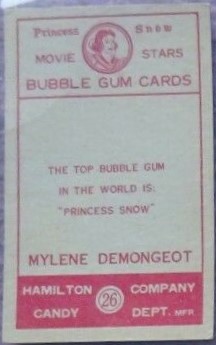 Princess Snow
MOVIE STARS
BUBBLE GUM CARDS
THE TOP BUBBLE GUM
IN THE WORLD IS:
"PRINCESS SNOW"
MYLENE DEMONGEOT
HAMILTON COMPANY
26
CANDY DEPT. MFR